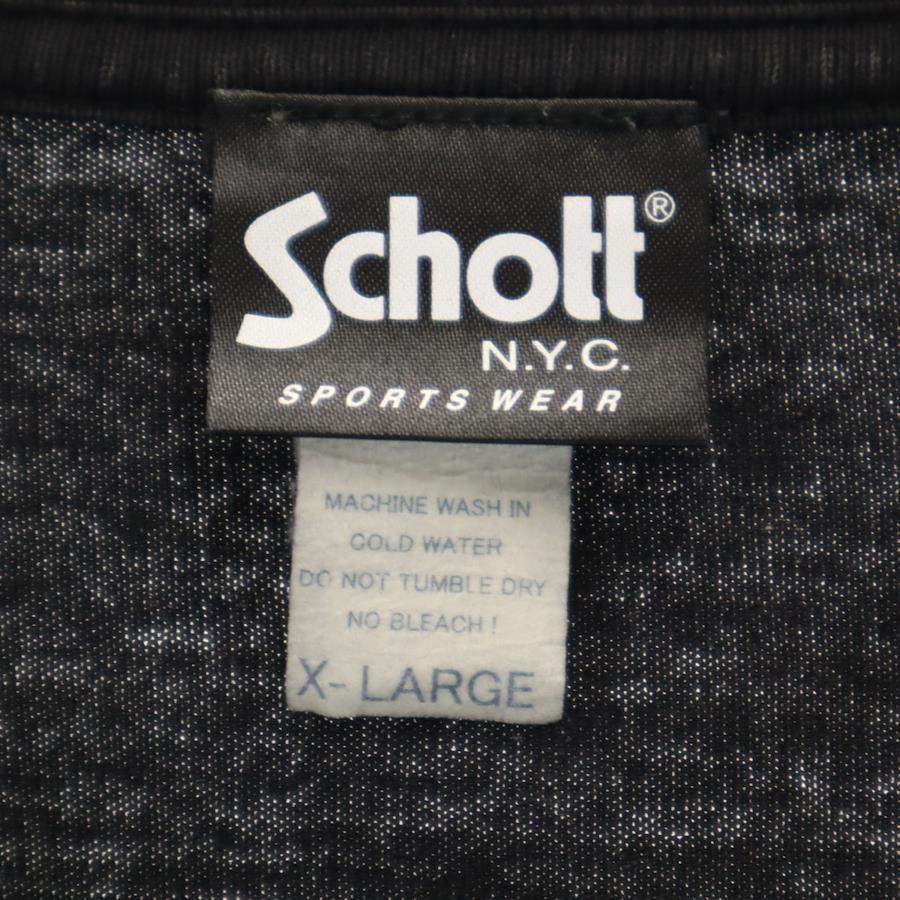 Schott®
N.Y.C.
SPORTS WEAR
MACHINE WASH IN
COLD WATER
DO NOT TUMBLE DRY
NO BLEACH !
X- LARGE